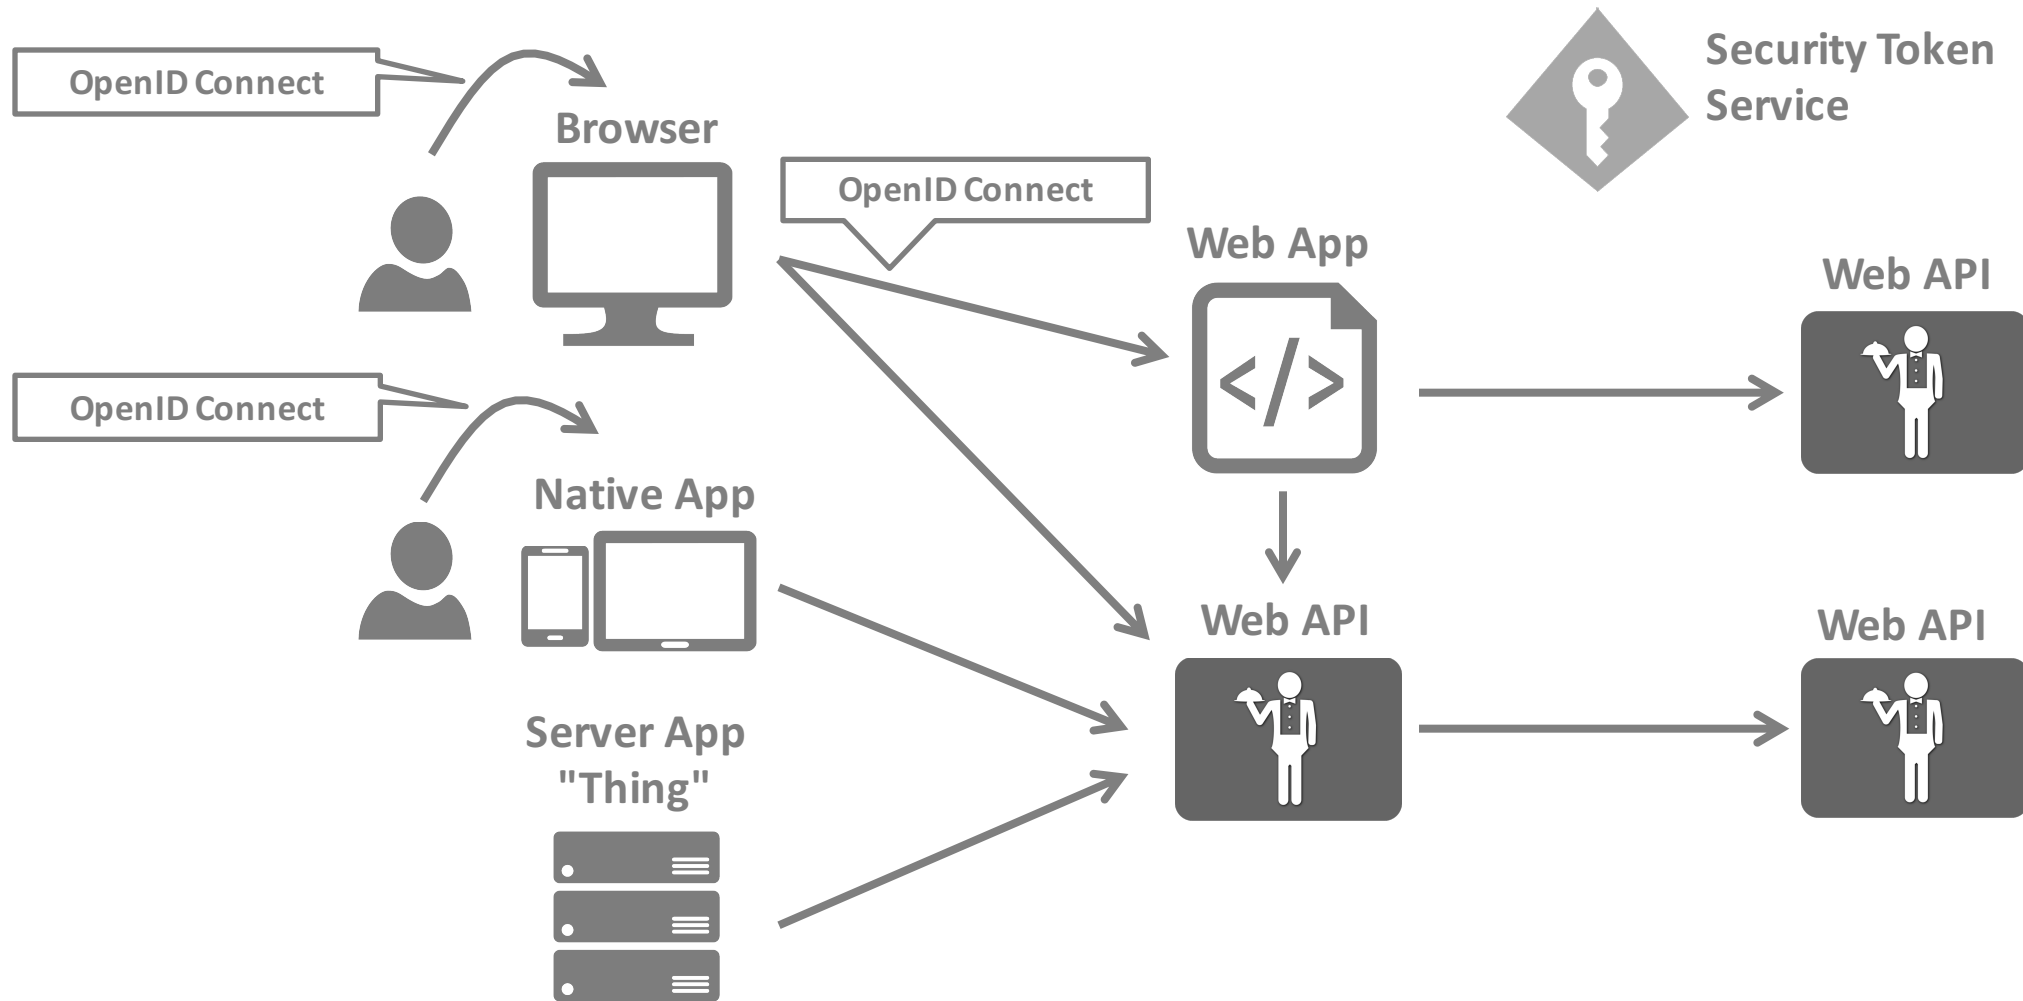 OpenID Connect
Browser
OpenID Connect
Security Token
Service
Web App
Web API
OpenID Connect
Native App
Web API
Web API
Server App
"Thing"
</>